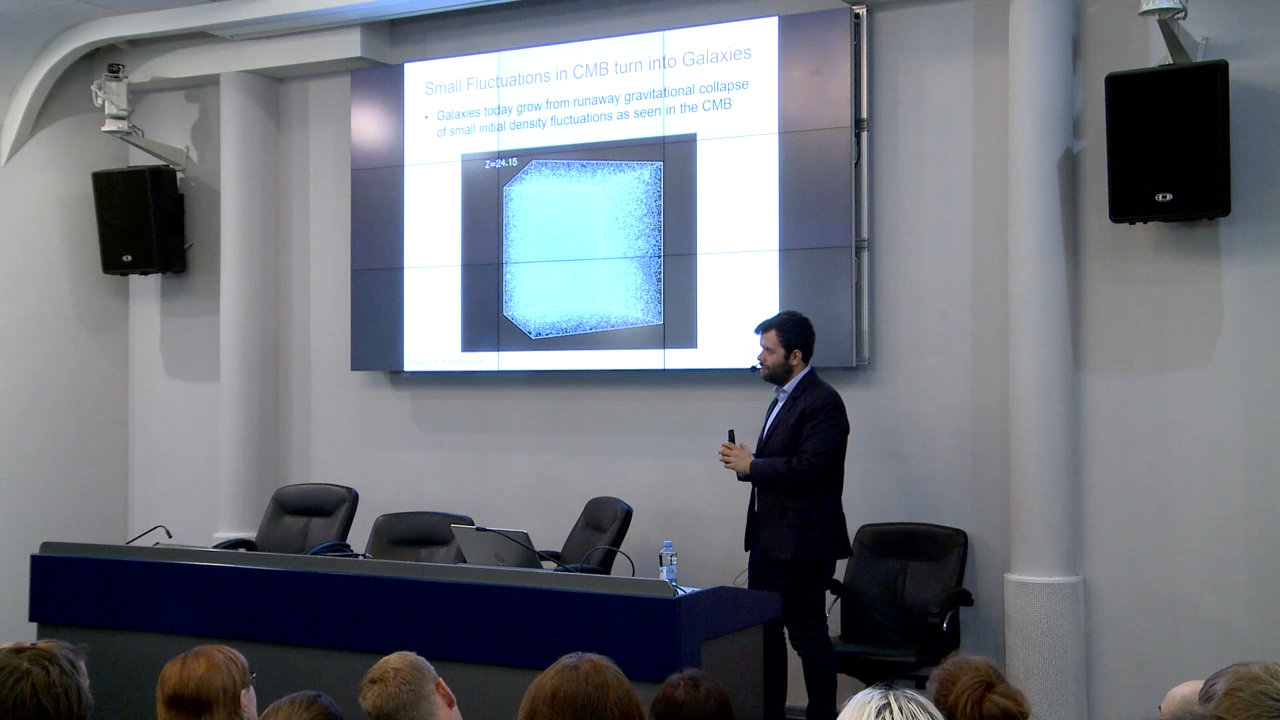 Small Fluctuations in CMB turn into Galaxies
• Galaxies today grow from runaway gravitational collapse
of small initial density fluctuations as seen in the CMB
Z=24.15